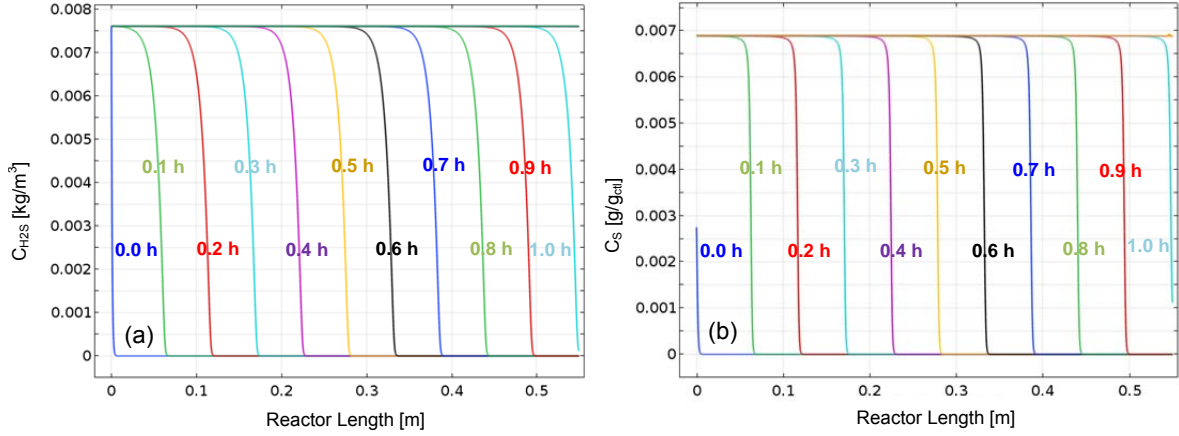 0.008
0.007
0.006
0.005
0.004
0.003
0.002
0.001
0
C_H2S [kg/m³]
0.1 h
0.3 h
0.5 h
0.7 h
0.9 h
0.0 h
0.2 h
0.4 h
0.6 h
0.8 h
1.0 h
(a)
0 0.1 0.2 0.3 0.4 0.5
Reactor Length [m]
0.007
0.006
0.005
0.004
0.003
0.002
0.001
0
C_S [g/g_ctl]
0.1 h
0.3 h
0.5 h
0.7 h
0.9 h
0.0 h
0.2 h
0.4 h
0.6 h
0.8 h
1.0 h
(b)
0 0.1 0.2 0.3 0.4 0.5
Reactor Length [m]